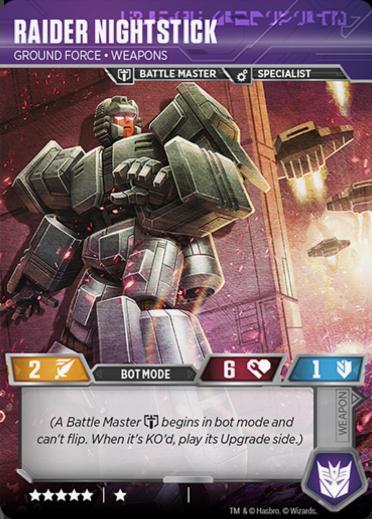 RAIDER NIGHTSTICK
GROUND FORCE • WEAPONS
BATTLE MASTER
SPECIALIST
2
BOT MODE
6
1
WEAPON
(A Battle Master begins in bot mode and
can't flip. When it's KO'd, play its Upgrade side.)
TM & © Hasbro. © Wizards.